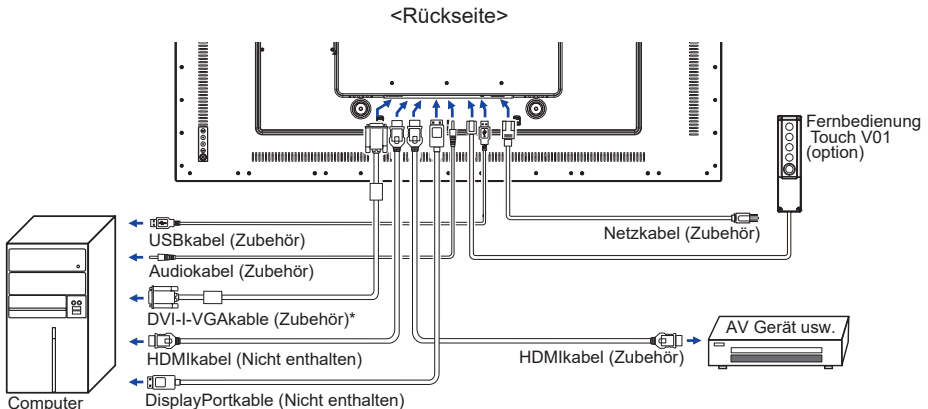 <Rückseite>
Fernbedienung
Touch V01
(option)
USBkabel (Zubehör)
Netzkabel (Zubehör)
Audiokabel (Zubehör)
DVI-I-VGAkable (Zubehör)*
AV Gerät usw.
HDMIkabel (Nicht enthalten)
HDMIkabel (Zubehör)
DisplayPortkable (Nicht enthalten)
Computer